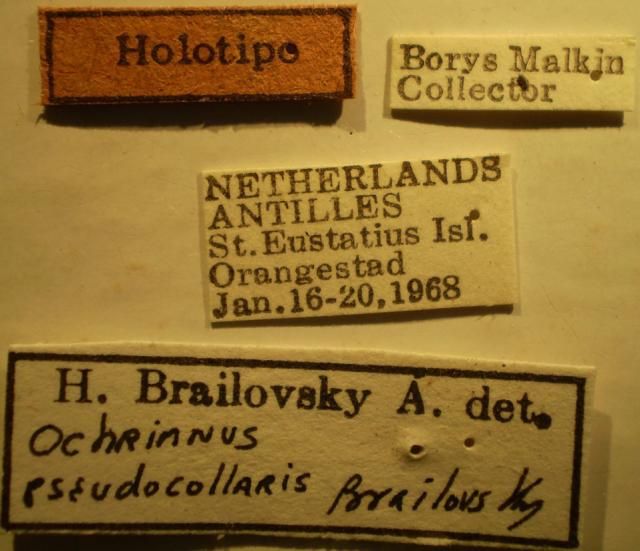 Holotipo
Borys Malkin
Collector
NETHERLANDS
ANTILLES
St. Eustatius Isl.
Orangestad
Jan. 16-20, 1968
H. Brailovsky A. det.
Ochrinnus
pseudocollaris Brailovsky